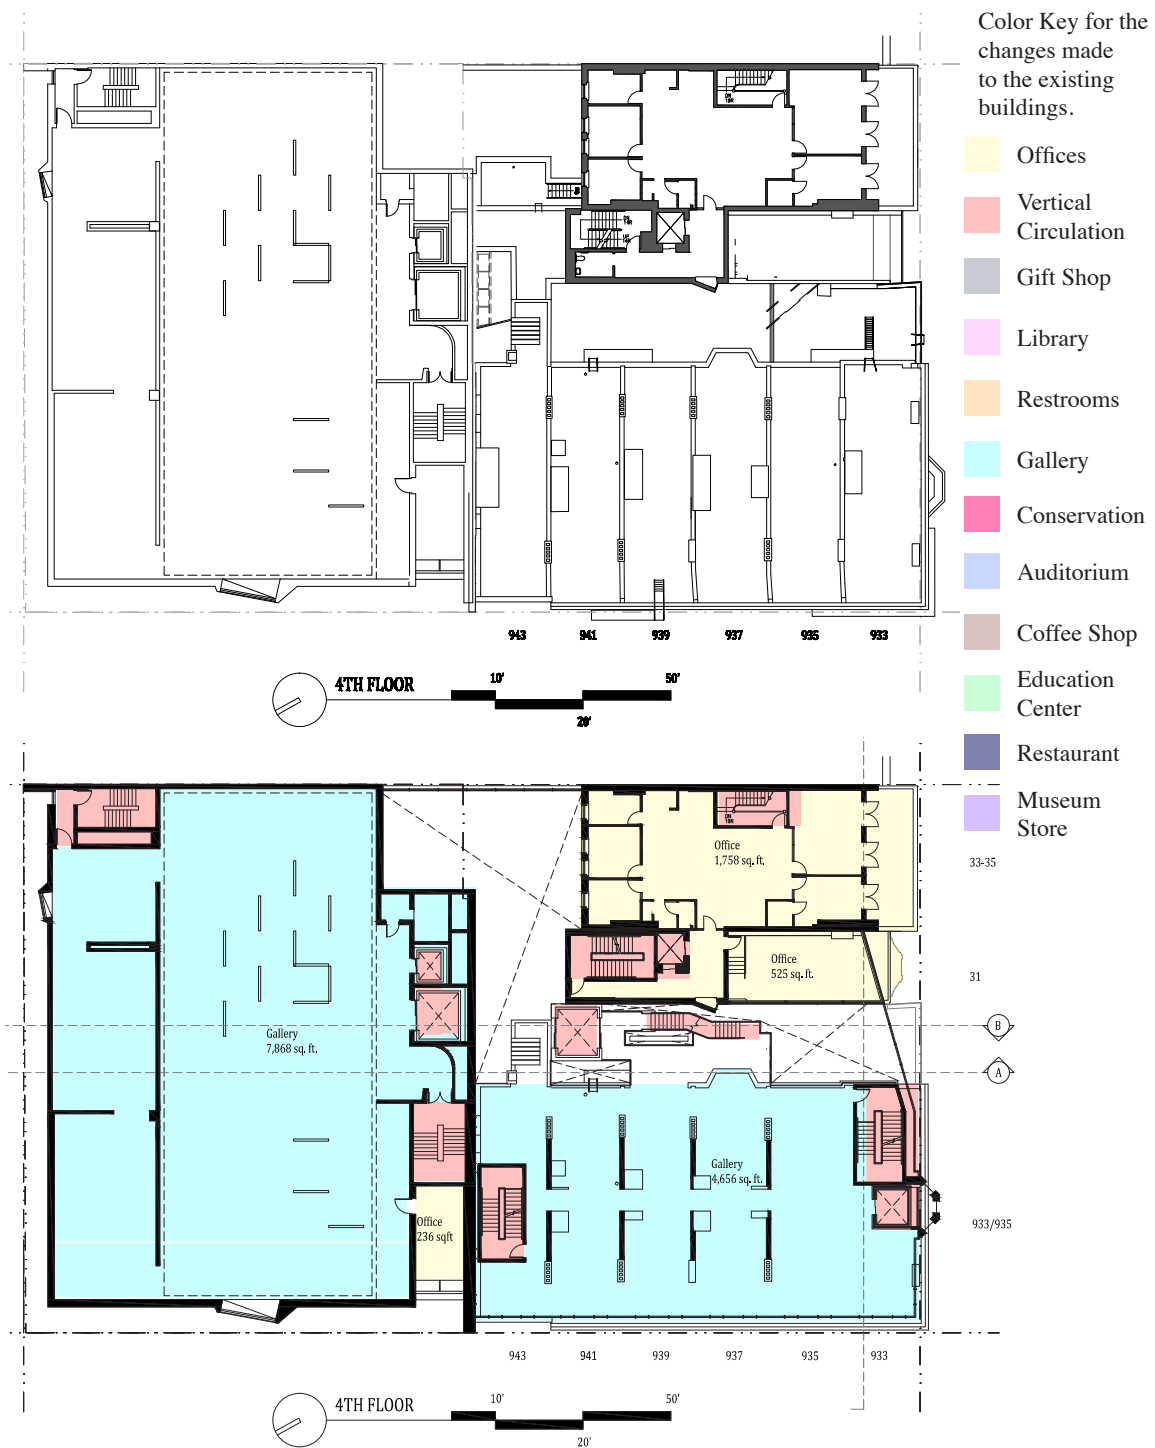 Color Key for the
changes made
to the existing
buildings.
Offices
Vertical
Circulation
Gift Shop
Library
Restrooms
Gallery
Conservation
Auditorium
Coffee Shop
Education
Center
Restaurant
Museum
Store
943 941 939 937 935 933
4TH FLOOR
10' 50'
20'
Office
1,758 sq. ft.
33-35
Office
525 sq. ft.
31
Gallery
7,868 sq. ft.
B
A
Gallery
4,656 sq. ft.
Office
236 sqft
933/935
943 941 939 937 935 933
4TH FLOOR
10' 50'
20'